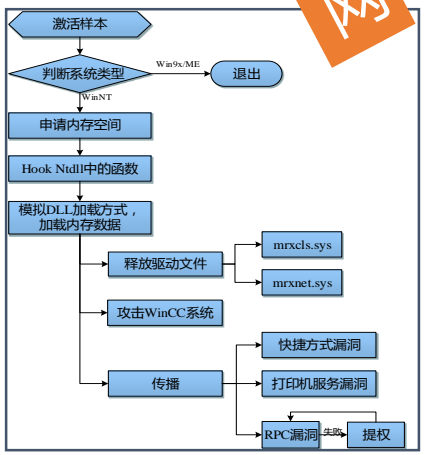 网
激活样本
判断系统类型
Win9x/ME
退出
WinNT
申请内存空间
Hook Ntdll中的函数
模拟DLL加载方式，
加载内存数据
释放驱动文件
mrxcls.sys
mrxnet.sys
攻击WinCC系统
传播
快捷方式漏洞
打印机服务漏洞
RPC漏洞
失败
提权